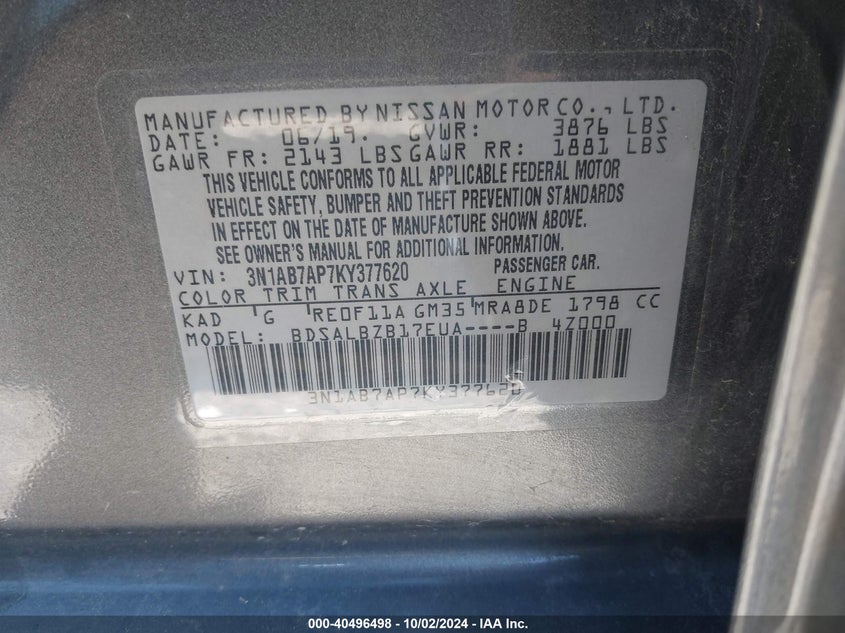 MANUFACTURED BY NISSAN MOTOR CO., LTD.
DATE: 06/19. GVWR: 3876 LBS
GAWR FR: 2143 LBS GAWR RR: 1881 LBS
THIS VEHICLE CONFORMS TO ALL APPLICABLE FEDERAL MOTOR
VEHICLE SAFETY, BUMPER AND THEFT PREVENTION STANDARDS
IN EFFECT ON THE DATE OF MANUFACTURE SHOWN ABOVE.
SEE OWNER'S MANUAL FOR ADDITIONAL INFORMATION.
VIN: 3N1AB7AP7KY377620 PASSENGER CAR.
COLOR TRIM TRANS AXLE ENGINE
KAD G RE0F11A GM35 MRA8DE 1798 CC
MODEL: BDSALBZB17EUA----B 4Z000
3N1AB7AP7KY377620
000-40496498 - 10/02/2024 - IAA Inc.